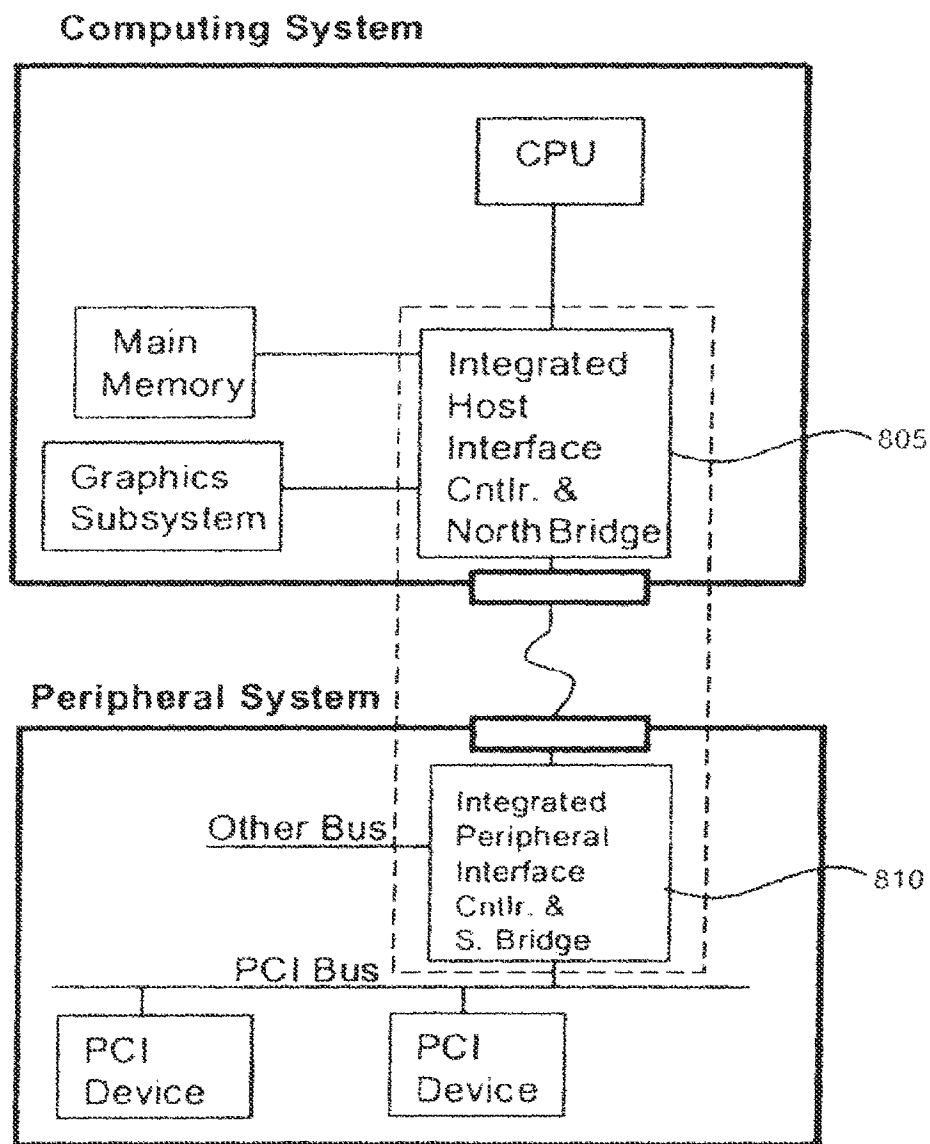 Computing System
CPU
Main
Memory
Graphics
Subsystem
Integrated
Host
Interface
Cntlr. &
North Bridge
805
Peripheral System
Other Bus
Integrated
Peripheral
Interface
Cntlr. &
S. Bridge
810
PCI Bus
PCI
Device
PCI
Device